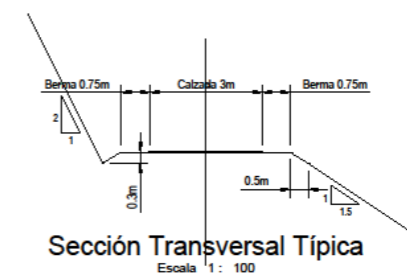 Berma 0.75m Calzada 3m Berma 0.75m
2
1
0.3m
0.5m
1
1.5
Sección Transversal Típica
Escala 1 : 100